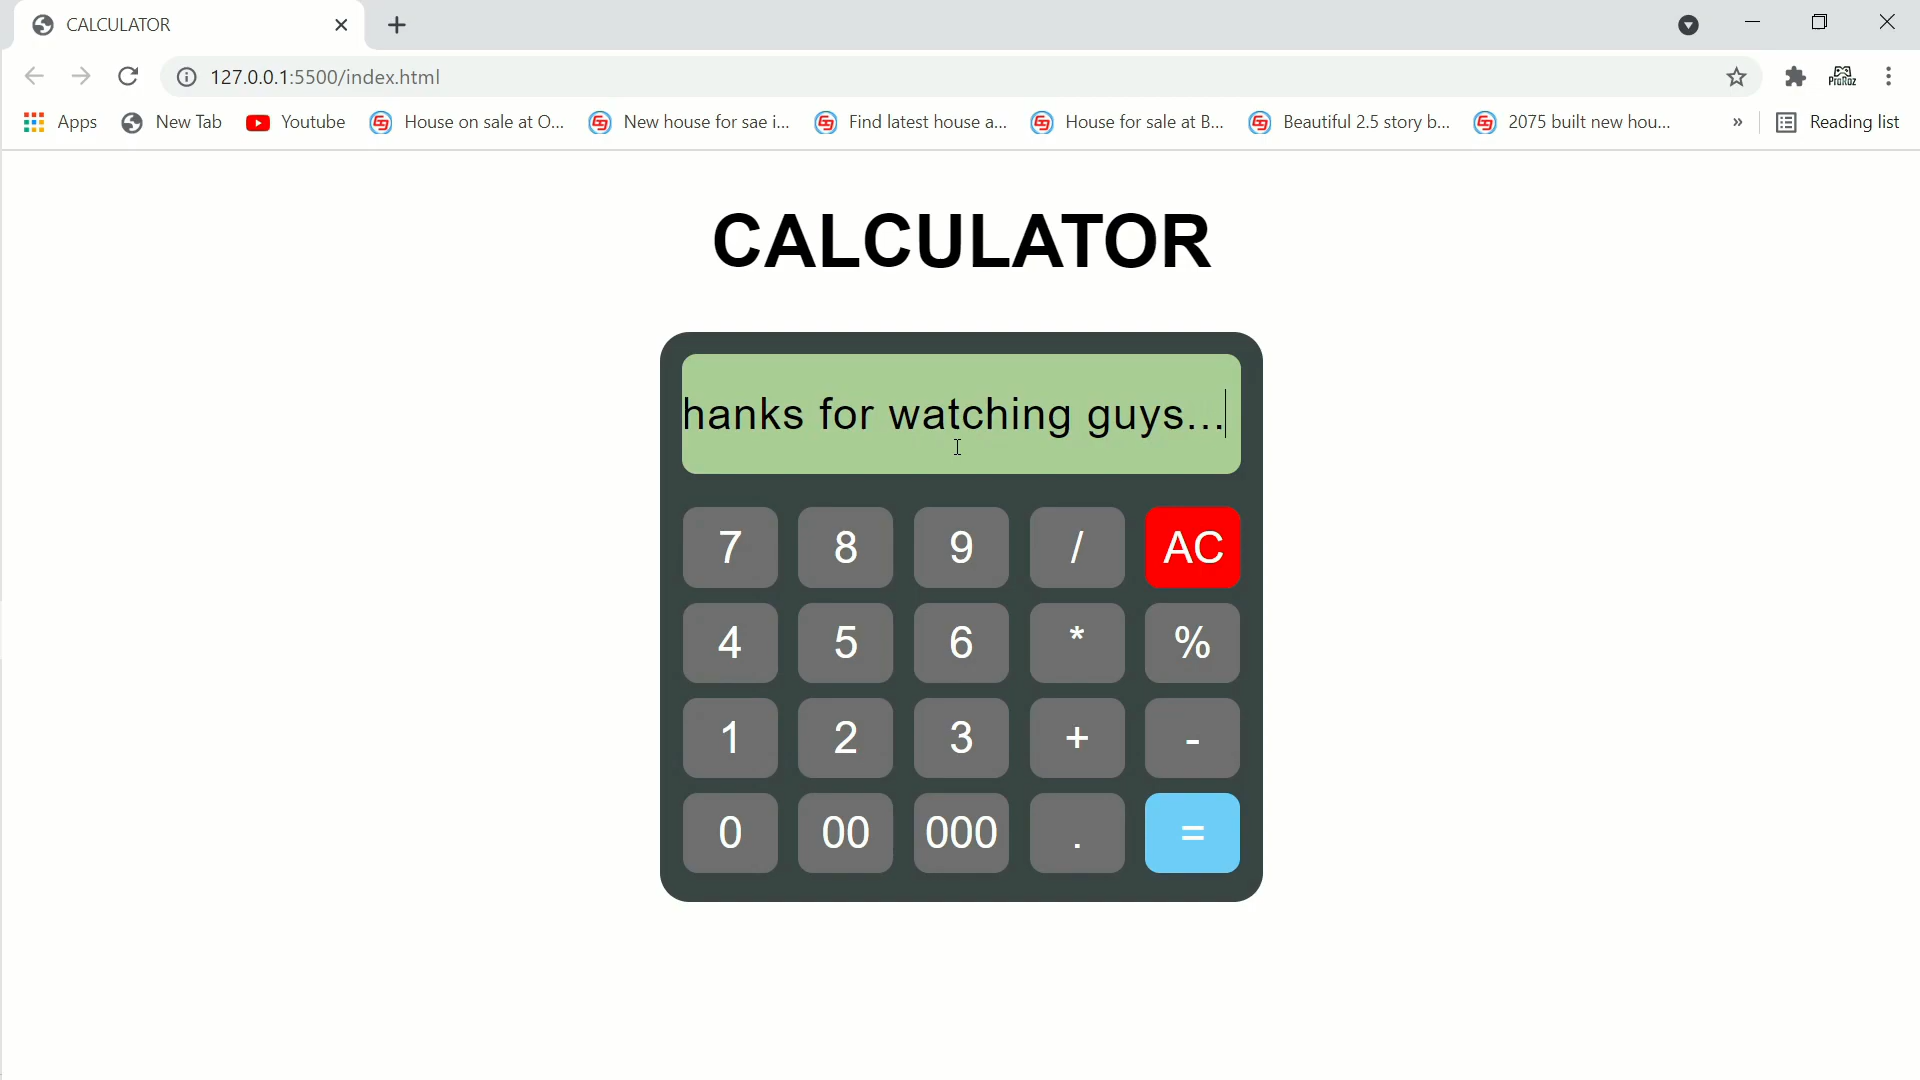 CALCULATOR
127.0.0.1:5500/index.html
ProRoz
Apps New Tab Youtube House on sale at O... New house for sae i... Find latest house a... House for sale at B... Beautiful 2.5 story b... 2075 built new hou... » Reading list
CALCULATOR
hanks for watching guys...
7 8 9 / AC
4 5 6 * %
1 2 3 + -
0 00 000 . =